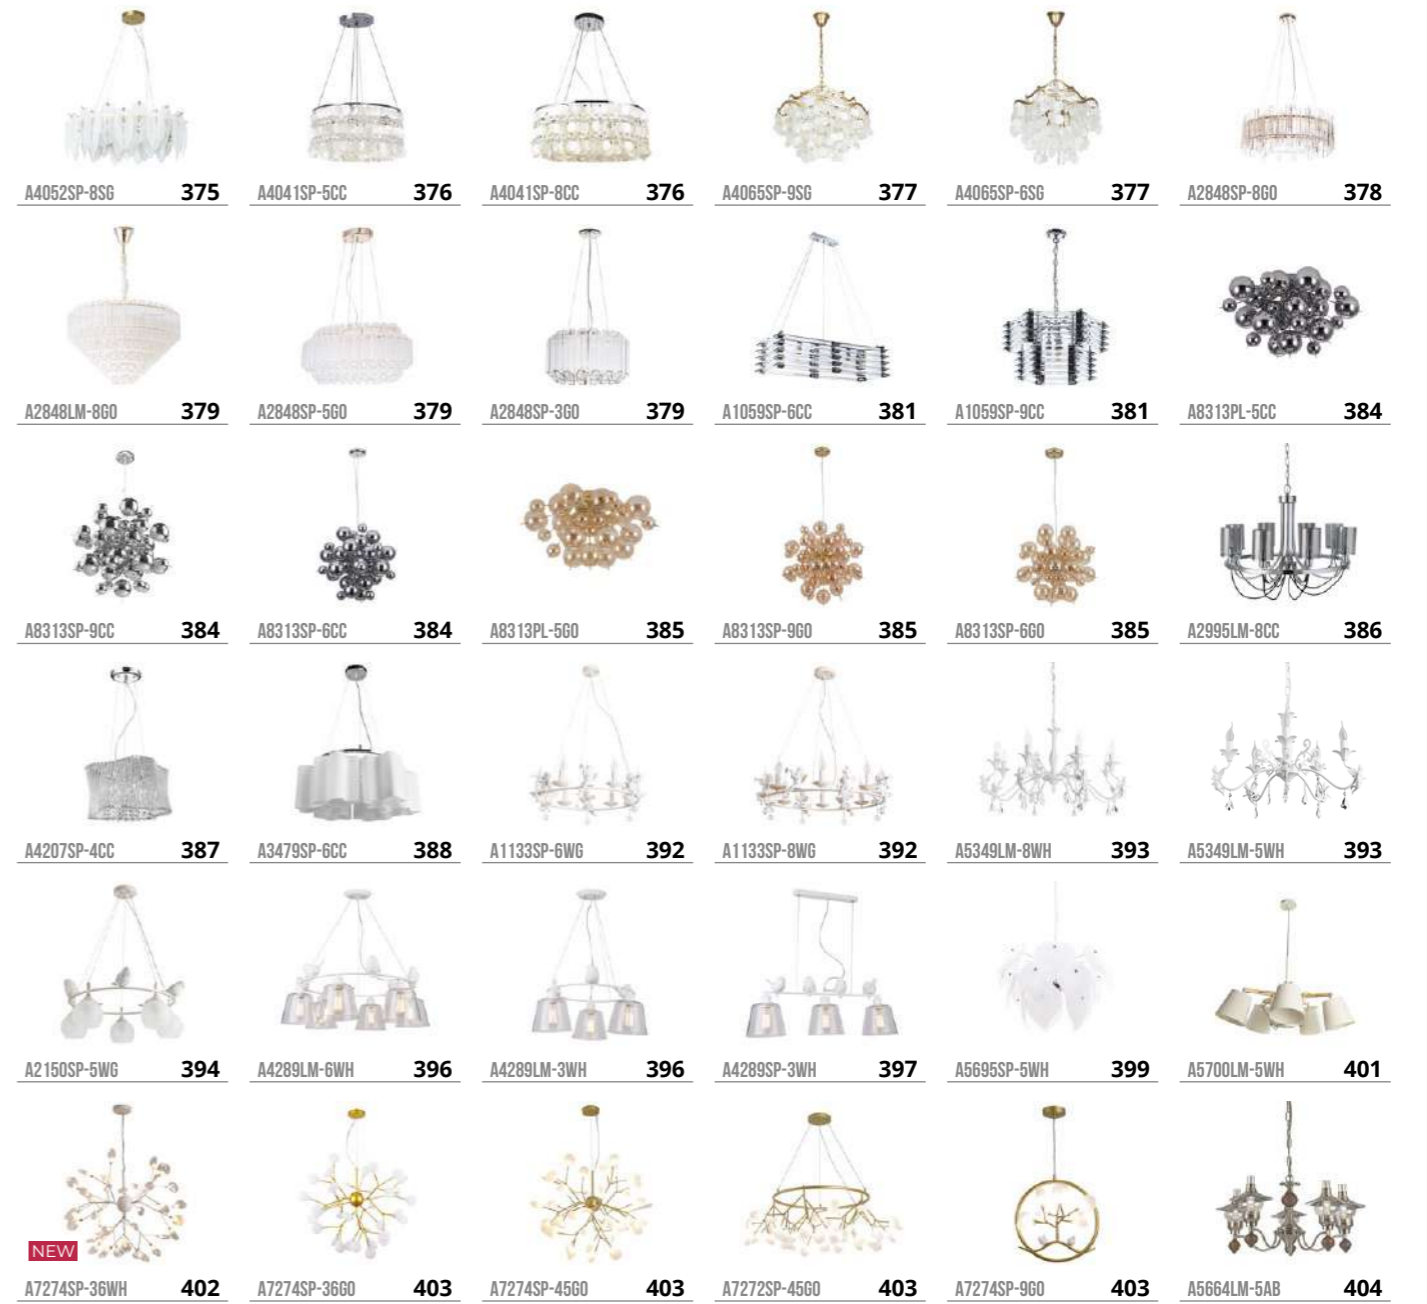 A4052SP-8SG 375 A4041SP-5CC 376 A4041SP-8CC 376 A4065SP-9SG 377 A4065SP-6SG 377 A2848SP-8GO 378
A2848LM-8GO 379 A2848SP-5GO 379 A2848SP-3GO 379 A1059SP-6CC 381 A1059SP-9CC 381 A8313PL-5CC 384
A8313SP-9CC 384 A8313SP-6CC 384 A8313PL-5GO 385 A8313SP-9GO 385 A8313SP-6GO 385 A2995LM-8CC 386
A4207SP-4CC 387 A3479SP-6CC 388 A1133SP-6WG 392 A1133SP-8WG 392 A5349LM-8WH 393 A5349LM-5WH 393
A2150SP-5WG 394 A4289LM-6WH 396 A4289LM-3WH 396 A4289SP-3WH 397 A5695SP-5WH 399 A5700LM-5WH 401
NEW
A7274SP-36WH 402 A7274SP-36GO 403 A7274SP-45GO 403 A7272SP-45GO 403 A7274SP-9GO 403 A5664LM-5AB 404